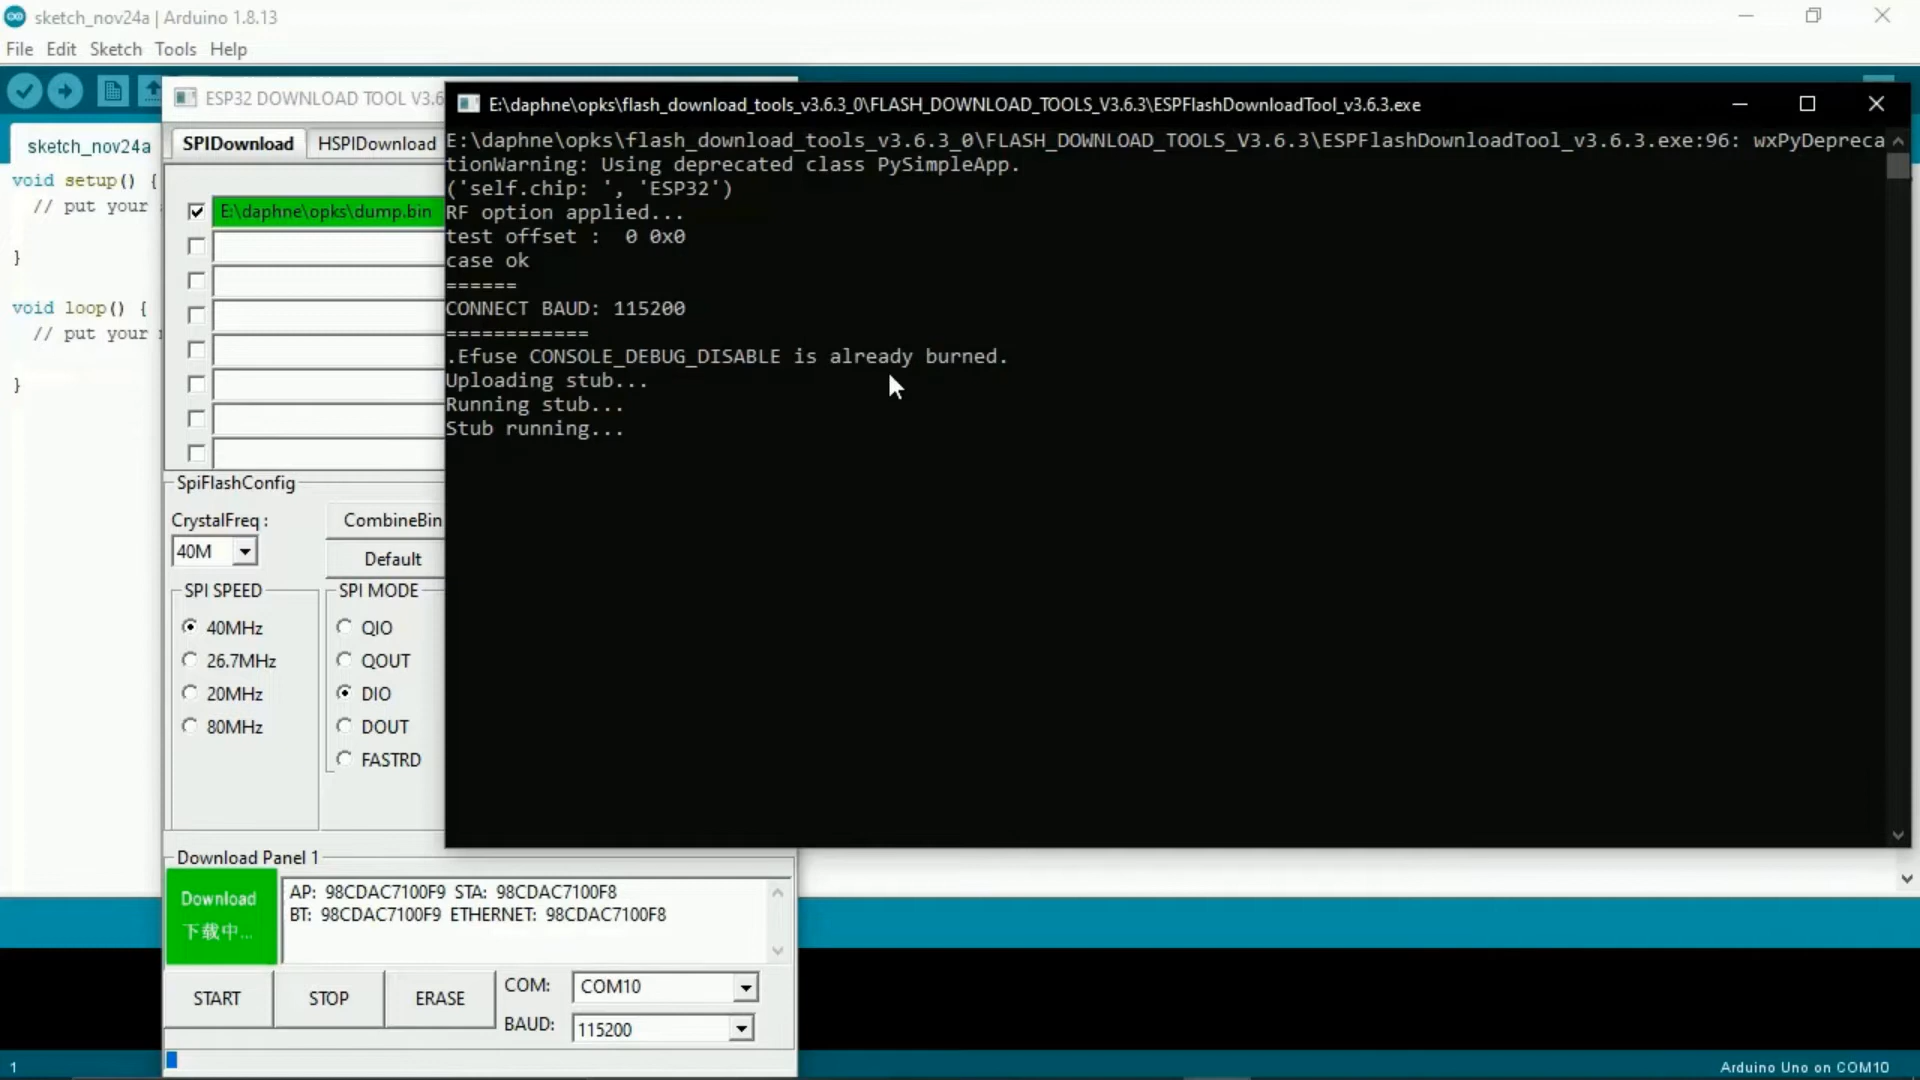 sketch_nov24a | Arduino 1.8.13
File Edit Sketch Tools Help
sketch_nov24a
void setup() {
// put your
}
void loop() {
// put your
}
ESP32 DOWNLOAD TOOL V3.6
SPIDownload HSPIDownload
E:\daphne\opks\dump.bin
SpiFlashConfig
CrystalFreq :
40M
CombineBin
Default
SPI SPEED
40MHz
26.7MHz
20MHz
80MHz
SPI MODE
QIO
QOUT
DIO
DOUT
FASTRD
Download Panel 1
Download
下载中...
AP: 98CDAC7100F9 STA: 98CDAC7100F8
BT: 98CDAC7100F9 ETHERNET: 98CDAC7100F8
START STOP ERASE
COM: COM10
BAUD: 115200
E:\daphne\opks\flash_download_tools_v3.6.3_0\FLASH_DOWNLOAD_TOOLS_V3.6.3\ESPFlashDownloadTool_v3.6.3.exe
E:\daphne\opks\flash_download_tools_v3.6.3_0\FLASH_DOWNLOAD_TOOLS_V3.6.3\ESPFlashDownloadTool_v3.6.3.exe:96: wxPyDepreca
tionWarning: Using deprecated class PySimpleApp.
('self.chip: ', 'ESP32')
RF option applied...
test offset :  0 0x0
case ok
======
CONNECT BAUD: 115200
============
.Efuse CONSOLE_DEBUG_DISABLE is already burned.
Uploading stub...
Running stub...
Stub running...
1
Arduino Uno on COM10